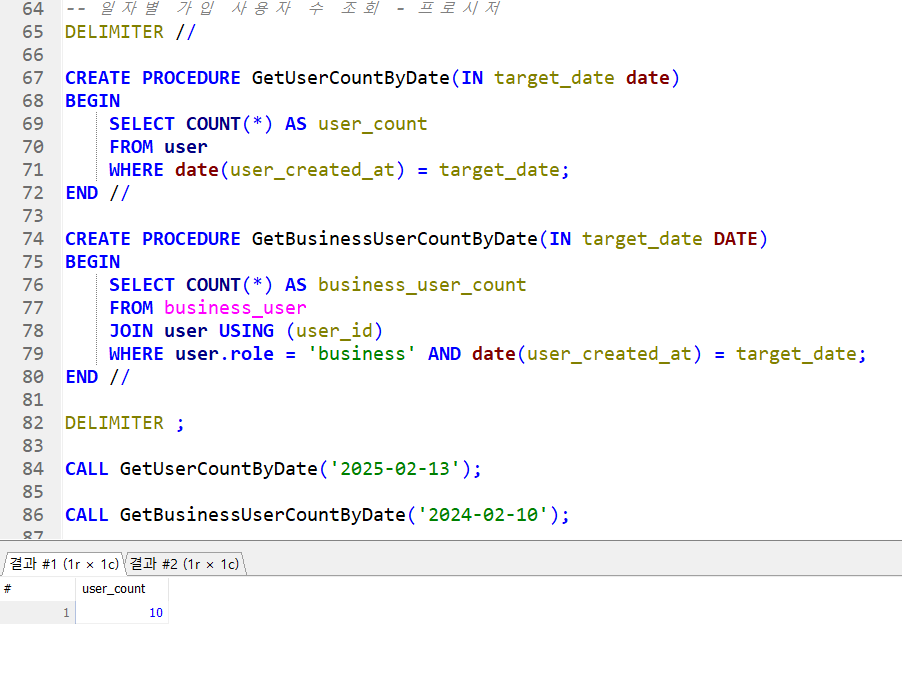 64 -- 일자별 가입 사용자 수 조회 - 프로시저
65 DELIMITER //
66
67 CREATE PROCEDURE GetUserCountByDate(IN target_date date)
68 BEGIN
69 SELECT COUNT(*) AS user_count
70 FROM user
71 WHERE date(user_created_at) = target_date;
72 END //
73
74 CREATE PROCEDURE GetBusinessUserCountByDate(IN target_date DATE)
75 BEGIN
76 SELECT COUNT(*) AS business_user_count
77 FROM business_user
78 JOIN user USING (user_id)
79 WHERE user.role = 'business' AND date(user_created_at) = target_date;
80 END //
81
82 DELIMITER ;
83
84 CALL GetUserCountByDate('2025-02-13');
85
86 CALL GetBusinessUserCountByDate('2024-02-10');
87
결과 #1 (1r × 1c) 결과 #2 (1r × 1c)
# user_count
1 10